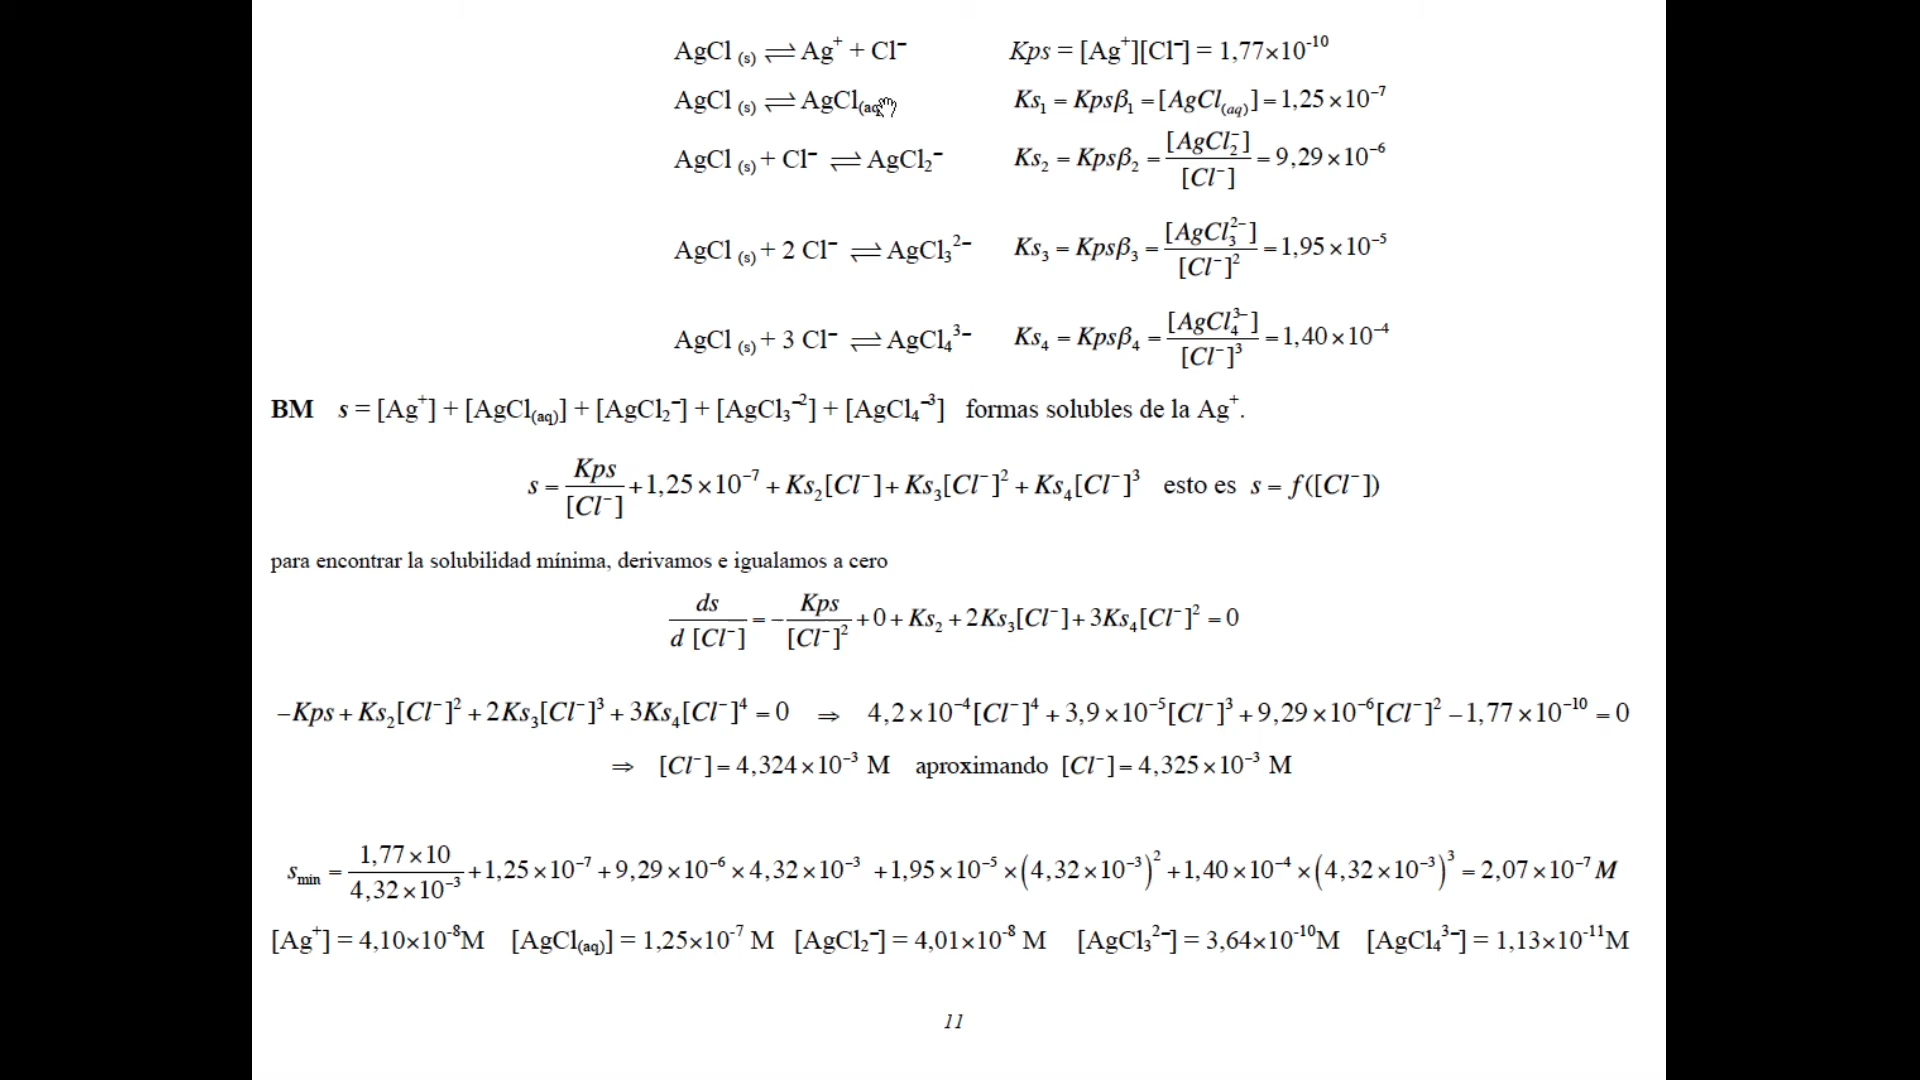 AgCl (s) ⇌ Ag⁺ + Cl⁻ Kps = [Ag⁺][Cl⁻] = 1,77×10⁻¹⁰
AgCl (s) ⇌ AgCl(aq Ks₁ = Kpsβ₁ = [AgCl(aq)] = 1,25×10⁻⁷
AgCl (s) + Cl⁻ ⇌ AgCl₂⁻ Ks₂ = Kpsβ₂ = [AgCl₂⁻] / [Cl⁻] = 9,29×10⁻⁶
AgCl (s) + 2 Cl⁻ ⇌ AgCl₃²⁻ Ks₃ = Kpsβ₃ = [AgCl₃²⁻] / [Cl⁻]² = 1,95×10⁻⁵
AgCl (s) + 3 Cl⁻ ⇌ AgCl₄³⁻ Ks₄ = Kpsβ₄ = [AgCl₄³⁻] / [Cl⁻]³ = 1,40×10⁻⁴
BM s = [Ag⁺] + [AgCl(aq)] + [AgCl₂⁻] + [AgCl₃⁻²] + [AgCl₄⁻³] formas solubles de la Ag⁺.
s = Kps / [Cl⁻] + 1,25×10⁻⁷ + Ks₂[Cl⁻] + Ks₃[Cl⁻]² + Ks₄[Cl⁻]³ esto es s = f([Cl⁻])
para encontrar la solubilidad mínima, derivamos e igualamos a cero
ds / d [Cl⁻] = − Kps / [Cl⁻]² + 0 + Ks₂ + 2Ks₃[Cl⁻] + 3Ks₄[Cl⁻]² = 0
−Kps + Ks₂[Cl⁻]² + 2Ks₃[Cl⁻]³ + 3Ks₄[Cl⁻]⁴ = 0 ⇒ 4,2×10⁻⁴[Cl⁻]⁴ + 3,9×10⁻⁵[Cl⁻]³ + 9,29×10⁻⁶[Cl⁻]² − 1,77×10⁻¹⁰ = 0
⇒ [Cl⁻] = 4,324×10⁻³ M aproximando [Cl⁻] = 4,325×10⁻³ M
smin = 1,77×10 / 4,32×10⁻³ + 1,25×10⁻⁷ + 9,29×10⁻⁶ × 4,32×10⁻³ + 1,95×10⁻⁵ × (4,32×10⁻³)² + 1,40×10⁻⁴ × (4,32×10⁻³)³ = 2,07×10⁻⁷ M
[Ag⁺] = 4,10×10⁻⁸M [AgCl(aq)] = 1,25×10⁻⁷ M [AgCl₂⁻] = 4,01×10⁻⁸ M [AgCl₃²⁻] = 3,64×10⁻¹⁰M [AgCl₄³⁻] = 1,13×10⁻¹¹M
11